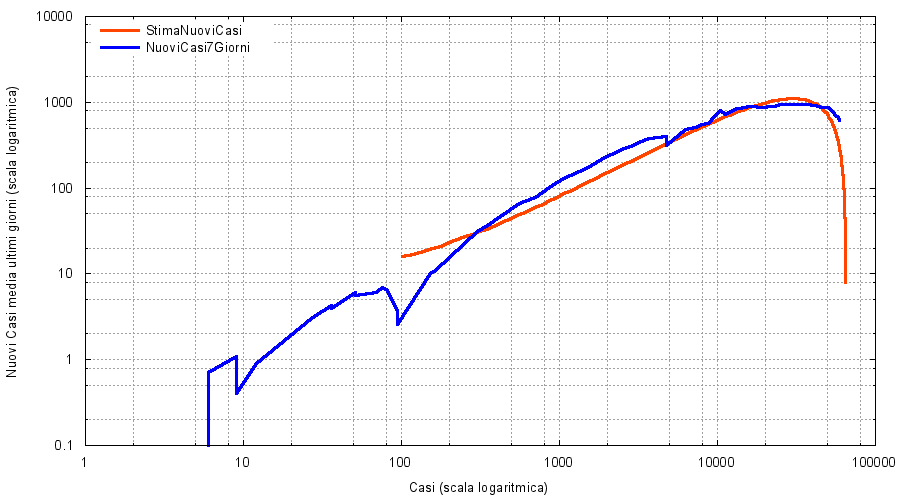 10000
1000
100
10
1
0.1
StimaNuoviCasi
NuoviCasi7Giorni
Nuovi Casi media ultimi giorni (scala logaritmica)
1 10 100 1000 10000 100000
Casi (scala logaritmica)